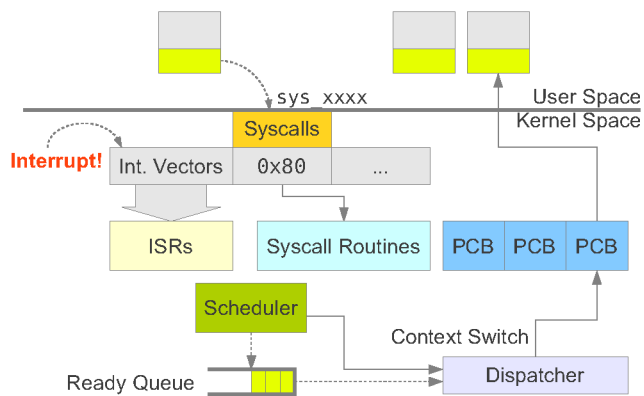 sys_xxxx
User Space
Kernel Space
Syscalls
Interrupt!
Int. Vectors
0x80
...
ISRs
Syscall Routines
PCB
PCB
PCB
Scheduler
Context Switch
Ready Queue
Dispatcher